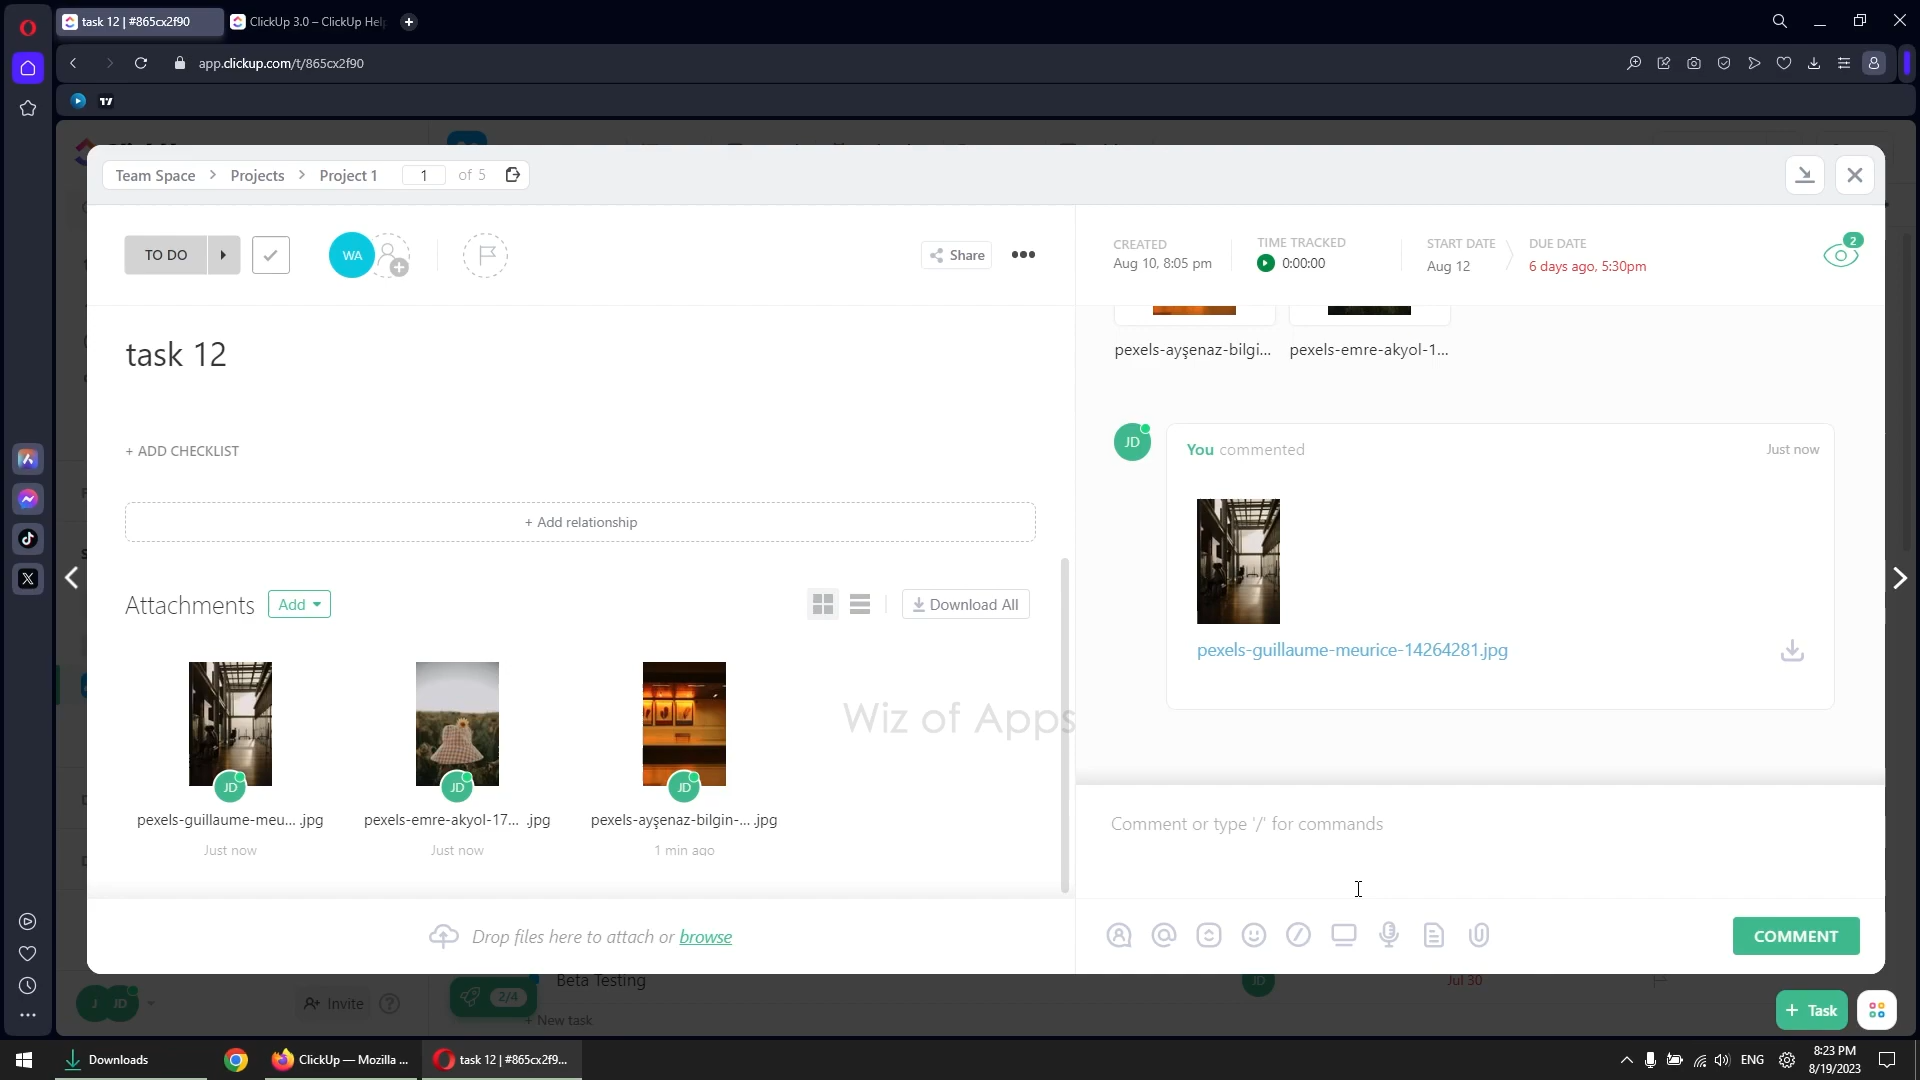 task 12 | #865cx2f90
ClickUp 3.0 – ClickUp Hel
app.clickup.com/t/865cx2f90
Team Space > Projects > Project 1 1 of 5
TO DO
WA
Share
CREATED
Aug 10, 8:05 pm
TIME TRACKED
0:00:00
START DATE
Aug 12
DUE DATE
6 days ago, 5:30pm
2
task 12
+ ADD CHECKLIST
+ Add relationship
Attachments Add
Download All
JD
JD
JD
pexels-guillaume-meu... .jpg
pexels-emre-akyol-17... .jpg
pexels-ayşenaz-bilgin-... .jpg
Just now
Just now
1 min ago
Wiz of Apps
Drop files here to attach or browse
pexels-ayşenaz-bilgi...
pexels-emre-akyol-1...
JD
You commented
Just now
pexels-guillaume-meurice-14264281.jpg
Comment or type '/' for commands
COMMENT
J JD
Invite
2/4
Beta Testing
JD
Jul 30
+ New task
+ Task
Downloads
ClickUp — Mozilla ...
task 12 | #865cx2f9...
ENG
8:23 PM
8/19/2023